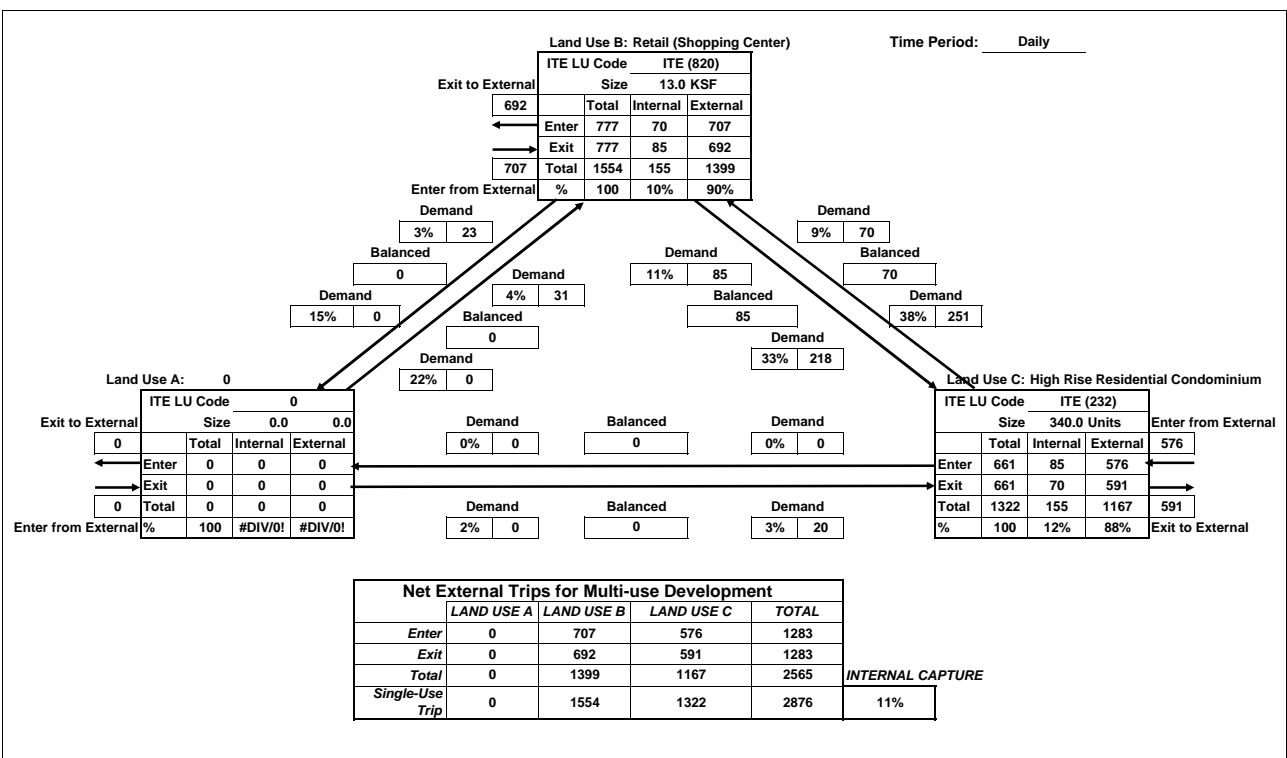 Land Use B: Retail (Shopping Center) Time Period: Daily
ITE LU Code ITE (820)
Exit to External Size 13.0 KSF
692 Total Internal External
Enter 777 70 707
Exit 777 85 692
707 Total 1554 155 1399
Enter from External % 100 10% 90%
Demand Demand
3% 23 9% 70
Balanced Demand Balanced
0 11% 85 70
Demand Demand Balanced Demand
15% 0 4% 31 85 38% 251
Balanced
0 Demand
Demand 33% 218
22% 0
Land Use A: 0 Land Use C: High Rise Residential Condominium
ITE LU Code 0 ITE LU Code ITE (232)
Exit to External Size 0.0 0.0 Demand Balanced Demand Size 340.0 Units Enter from External
0 Total Internal External 0% 0 0 0% 0 Total Internal External 576
Enter 0 0 0 Enter 661 85 576
Exit 0 0 0 Exit 661 70 591
0 Total 0 0 0 Demand Balanced Demand Total 1322 155 1167 591
Enter from External % 100 #DIV/0! #DIV/0! 2% 0 0 3% 20 % 100 12% 88% Exit to External
Net External Trips for Multi-use Development
LAND USE A LAND USE B LAND USE C TOTAL
Enter 0 707 576 1283
Exit 0 692 591 1283
Total 0 1399 1167 2565 INTERNAL CAPTURE
Single-Use
Trip 0 1554 1322 2876 11%